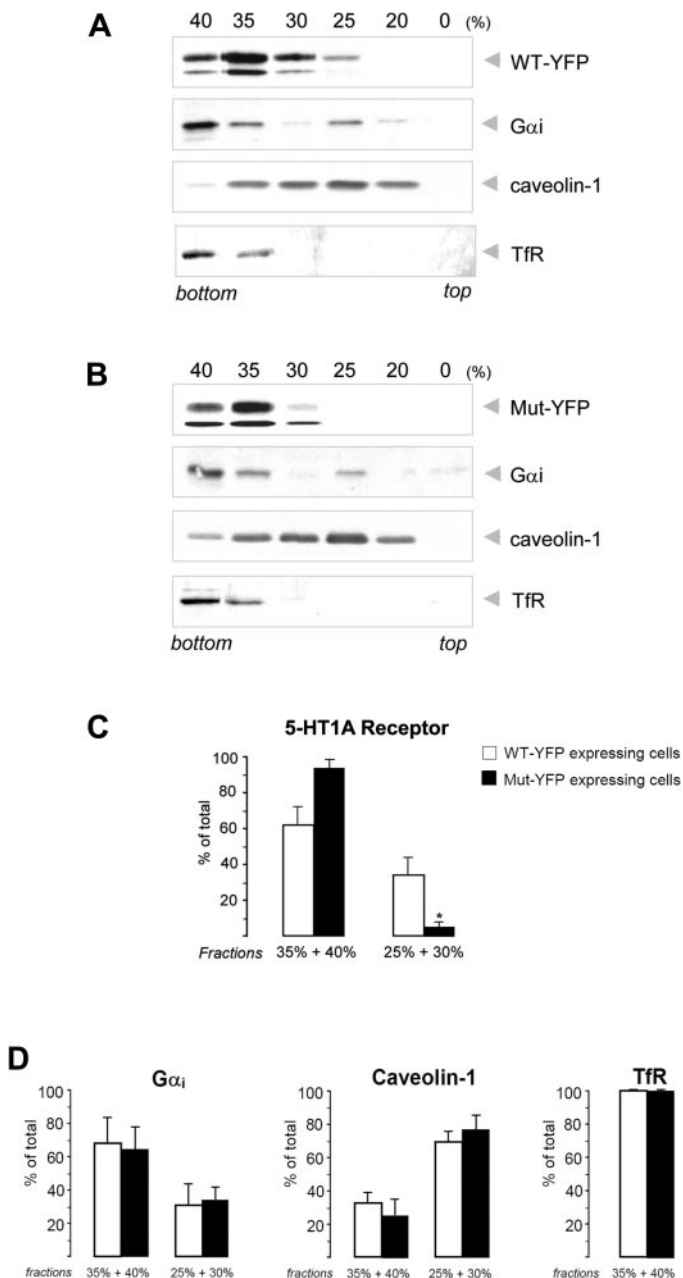 A
40 35 30 25 20 0 (%)
WT-YFP
Gαi
caveolin-1
TfR
bottom top
B
40 35 30 25 20 0 (%)
Mut-YFP
Gαi
caveolin-1
TfR
bottom top
C
5-HT1A Receptor
WT-YFP expressing cells
Mut-YFP expressing cells
% of total
100
80
60
40
20
*
Fractions 35% + 40% 25% + 30%
D
Gαi
% of total
100
80
60
40
20
fractions 35% + 40% 25% + 30%
Caveolin-1
% of total
100
80
60
40
20
fractions 35% + 40% 25% + 30%
TfR
% of total
100
80
60
40
20
fractions 35% + 40%